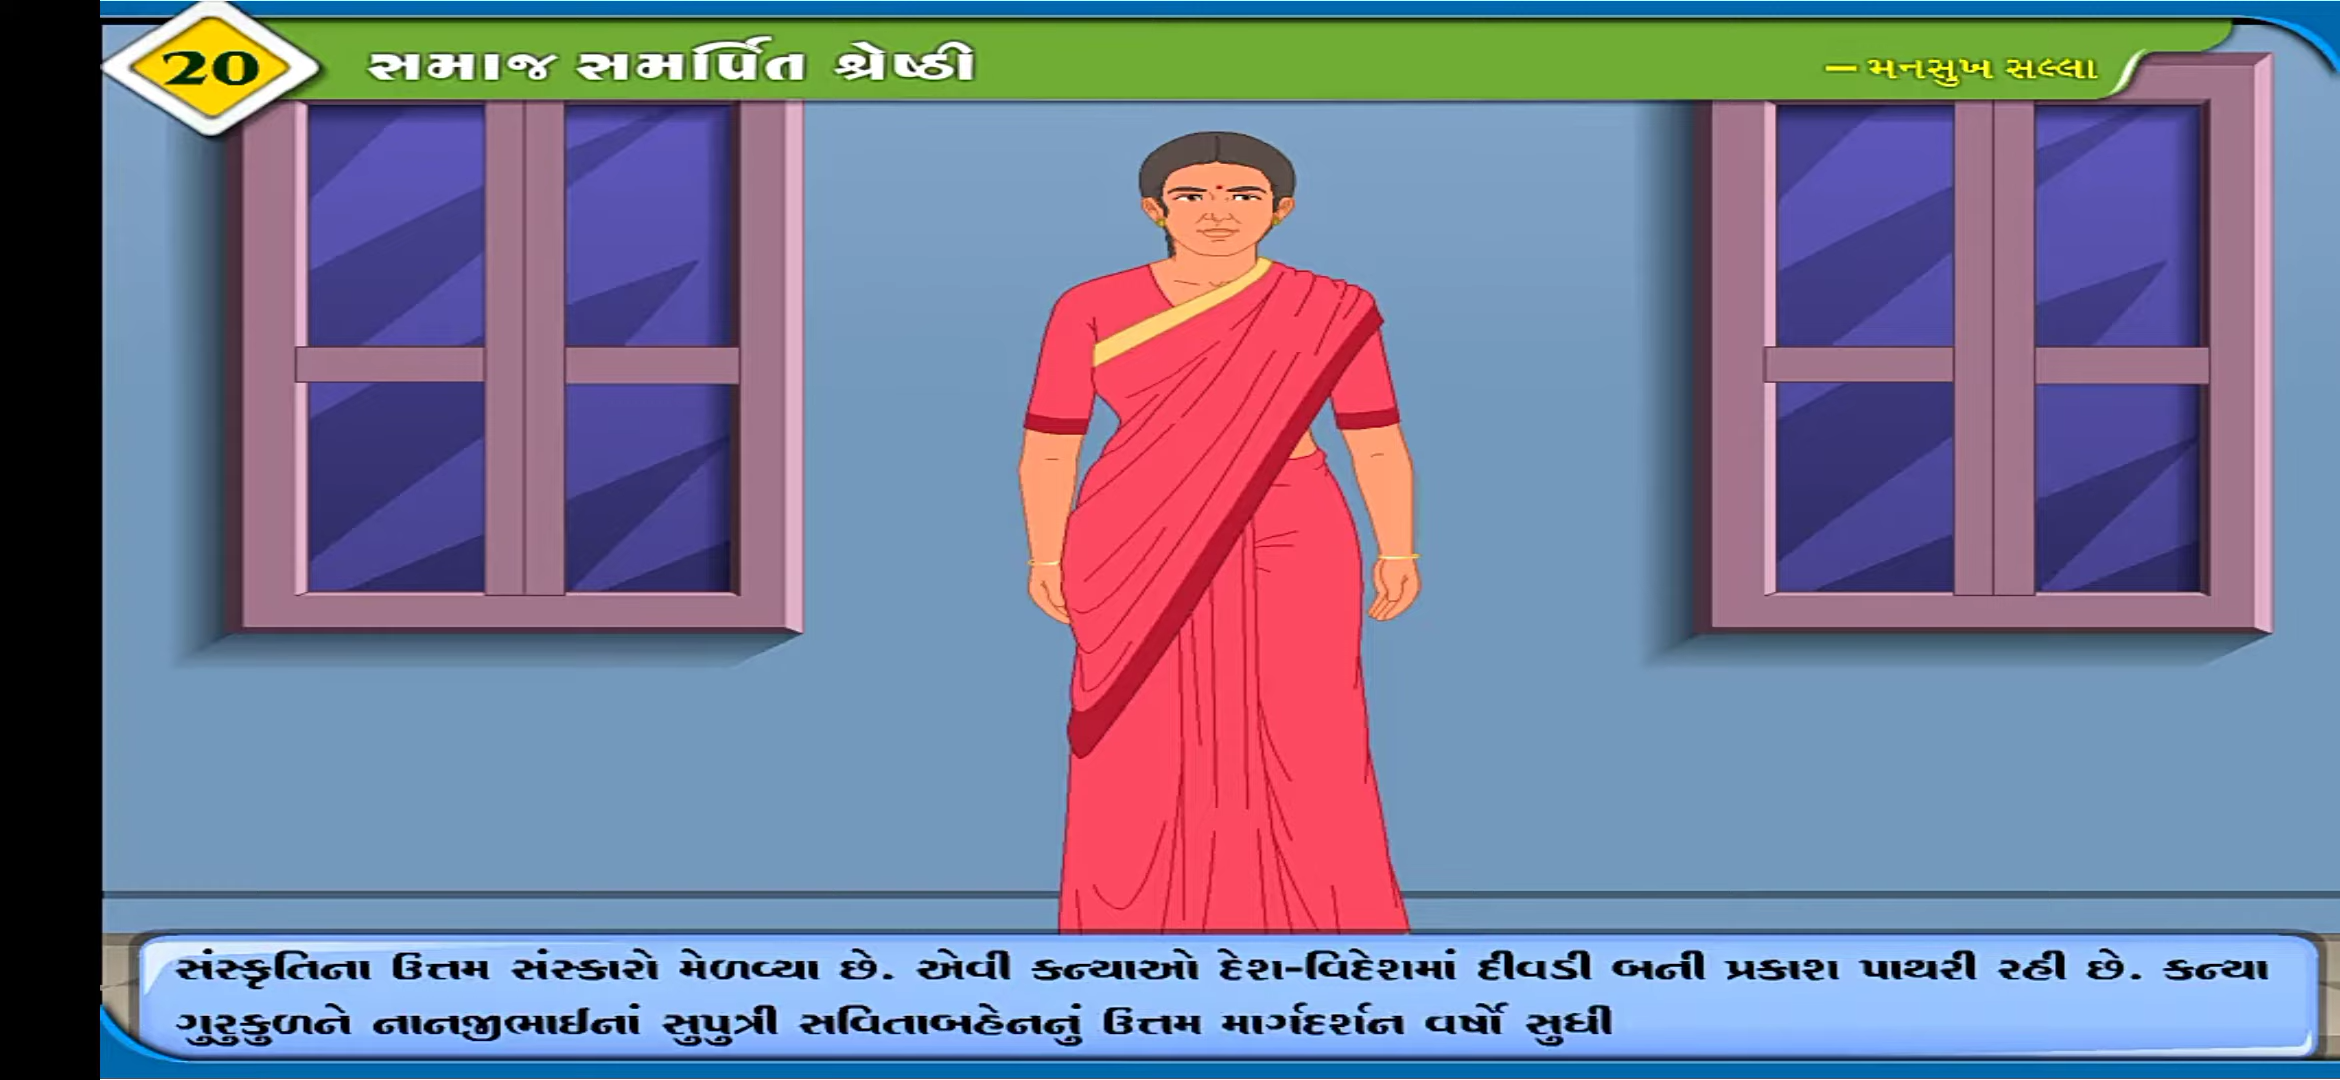 20
સમાજ સમર્પિત શ્રેષ્ઠી
– મનસુખ સલ્લા
સંસ્કૃતિના ઉત્તમ સંસ્કારો મેળવ્યા છે. એવી કન્યાઓ દેશ-વિદેશમાં દીવડી બની પ્રકાશ પાથરી રહી છે. કન્યા
ગુરુકુળને નાનજીભાઈનાં સુપુત્રી સવિતાબહેનનું ઉત્તમ માર્ગદર્શન વર્ષો સુધી